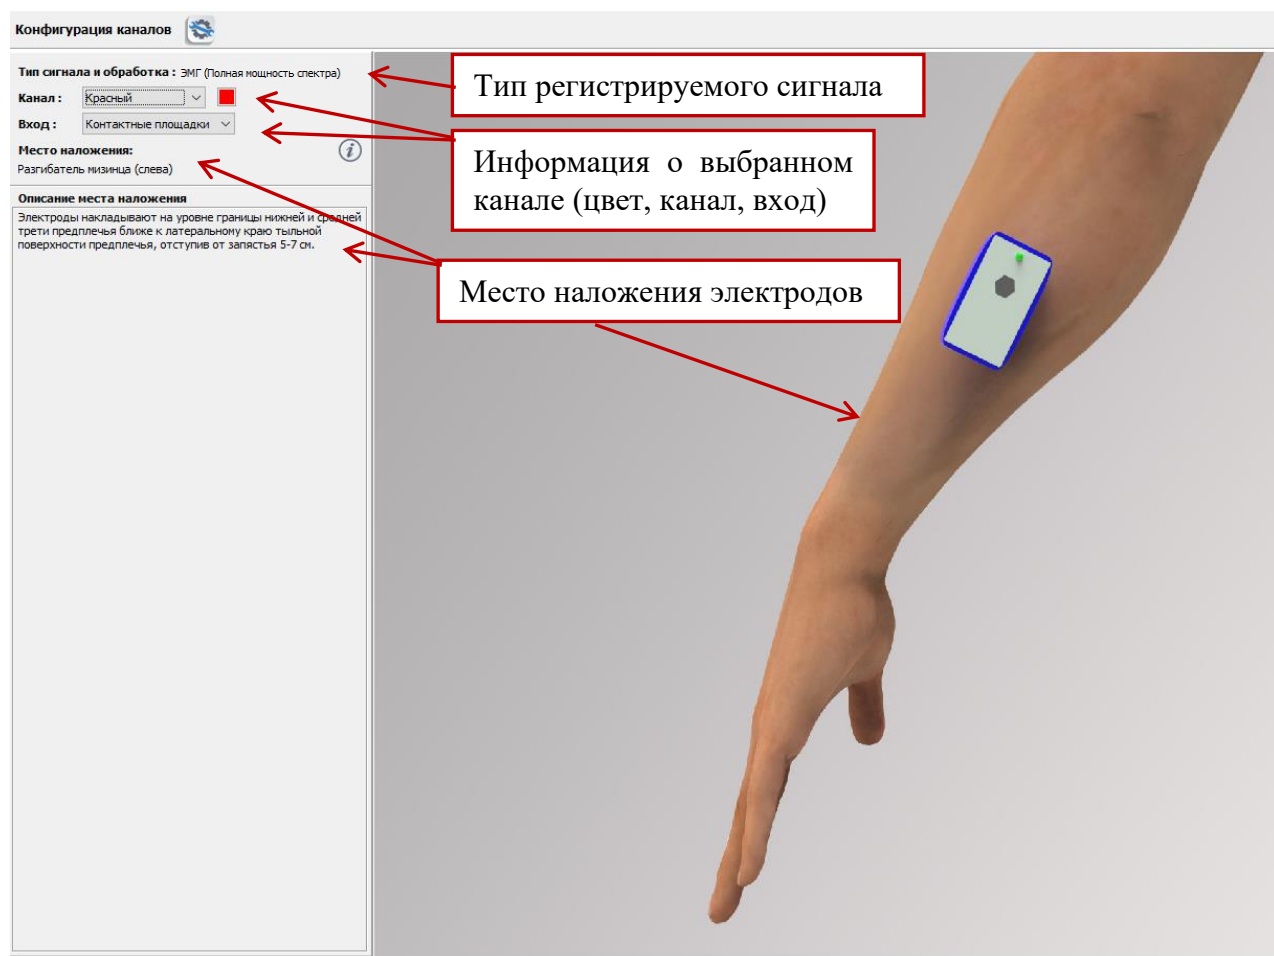 Конфигурация каналов
Тип сигнала и обработка : ЭМГ (Полная мощность спектра)
Канал : Красный
Вход : Контактные площадки
Место наложения:
Разгибатель мизинца (слева)
Описание места наложения
Электроды накладывают на уровне границы нижней и средней
трети предплечья ближе к латеральному краю тыльной
поверхности предплечья, отступив от запястья 5-7 см.
Тип регистрируемого сигнала
Информация о выбранном
канале (цвет, канал, вход)
Место наложения электродов